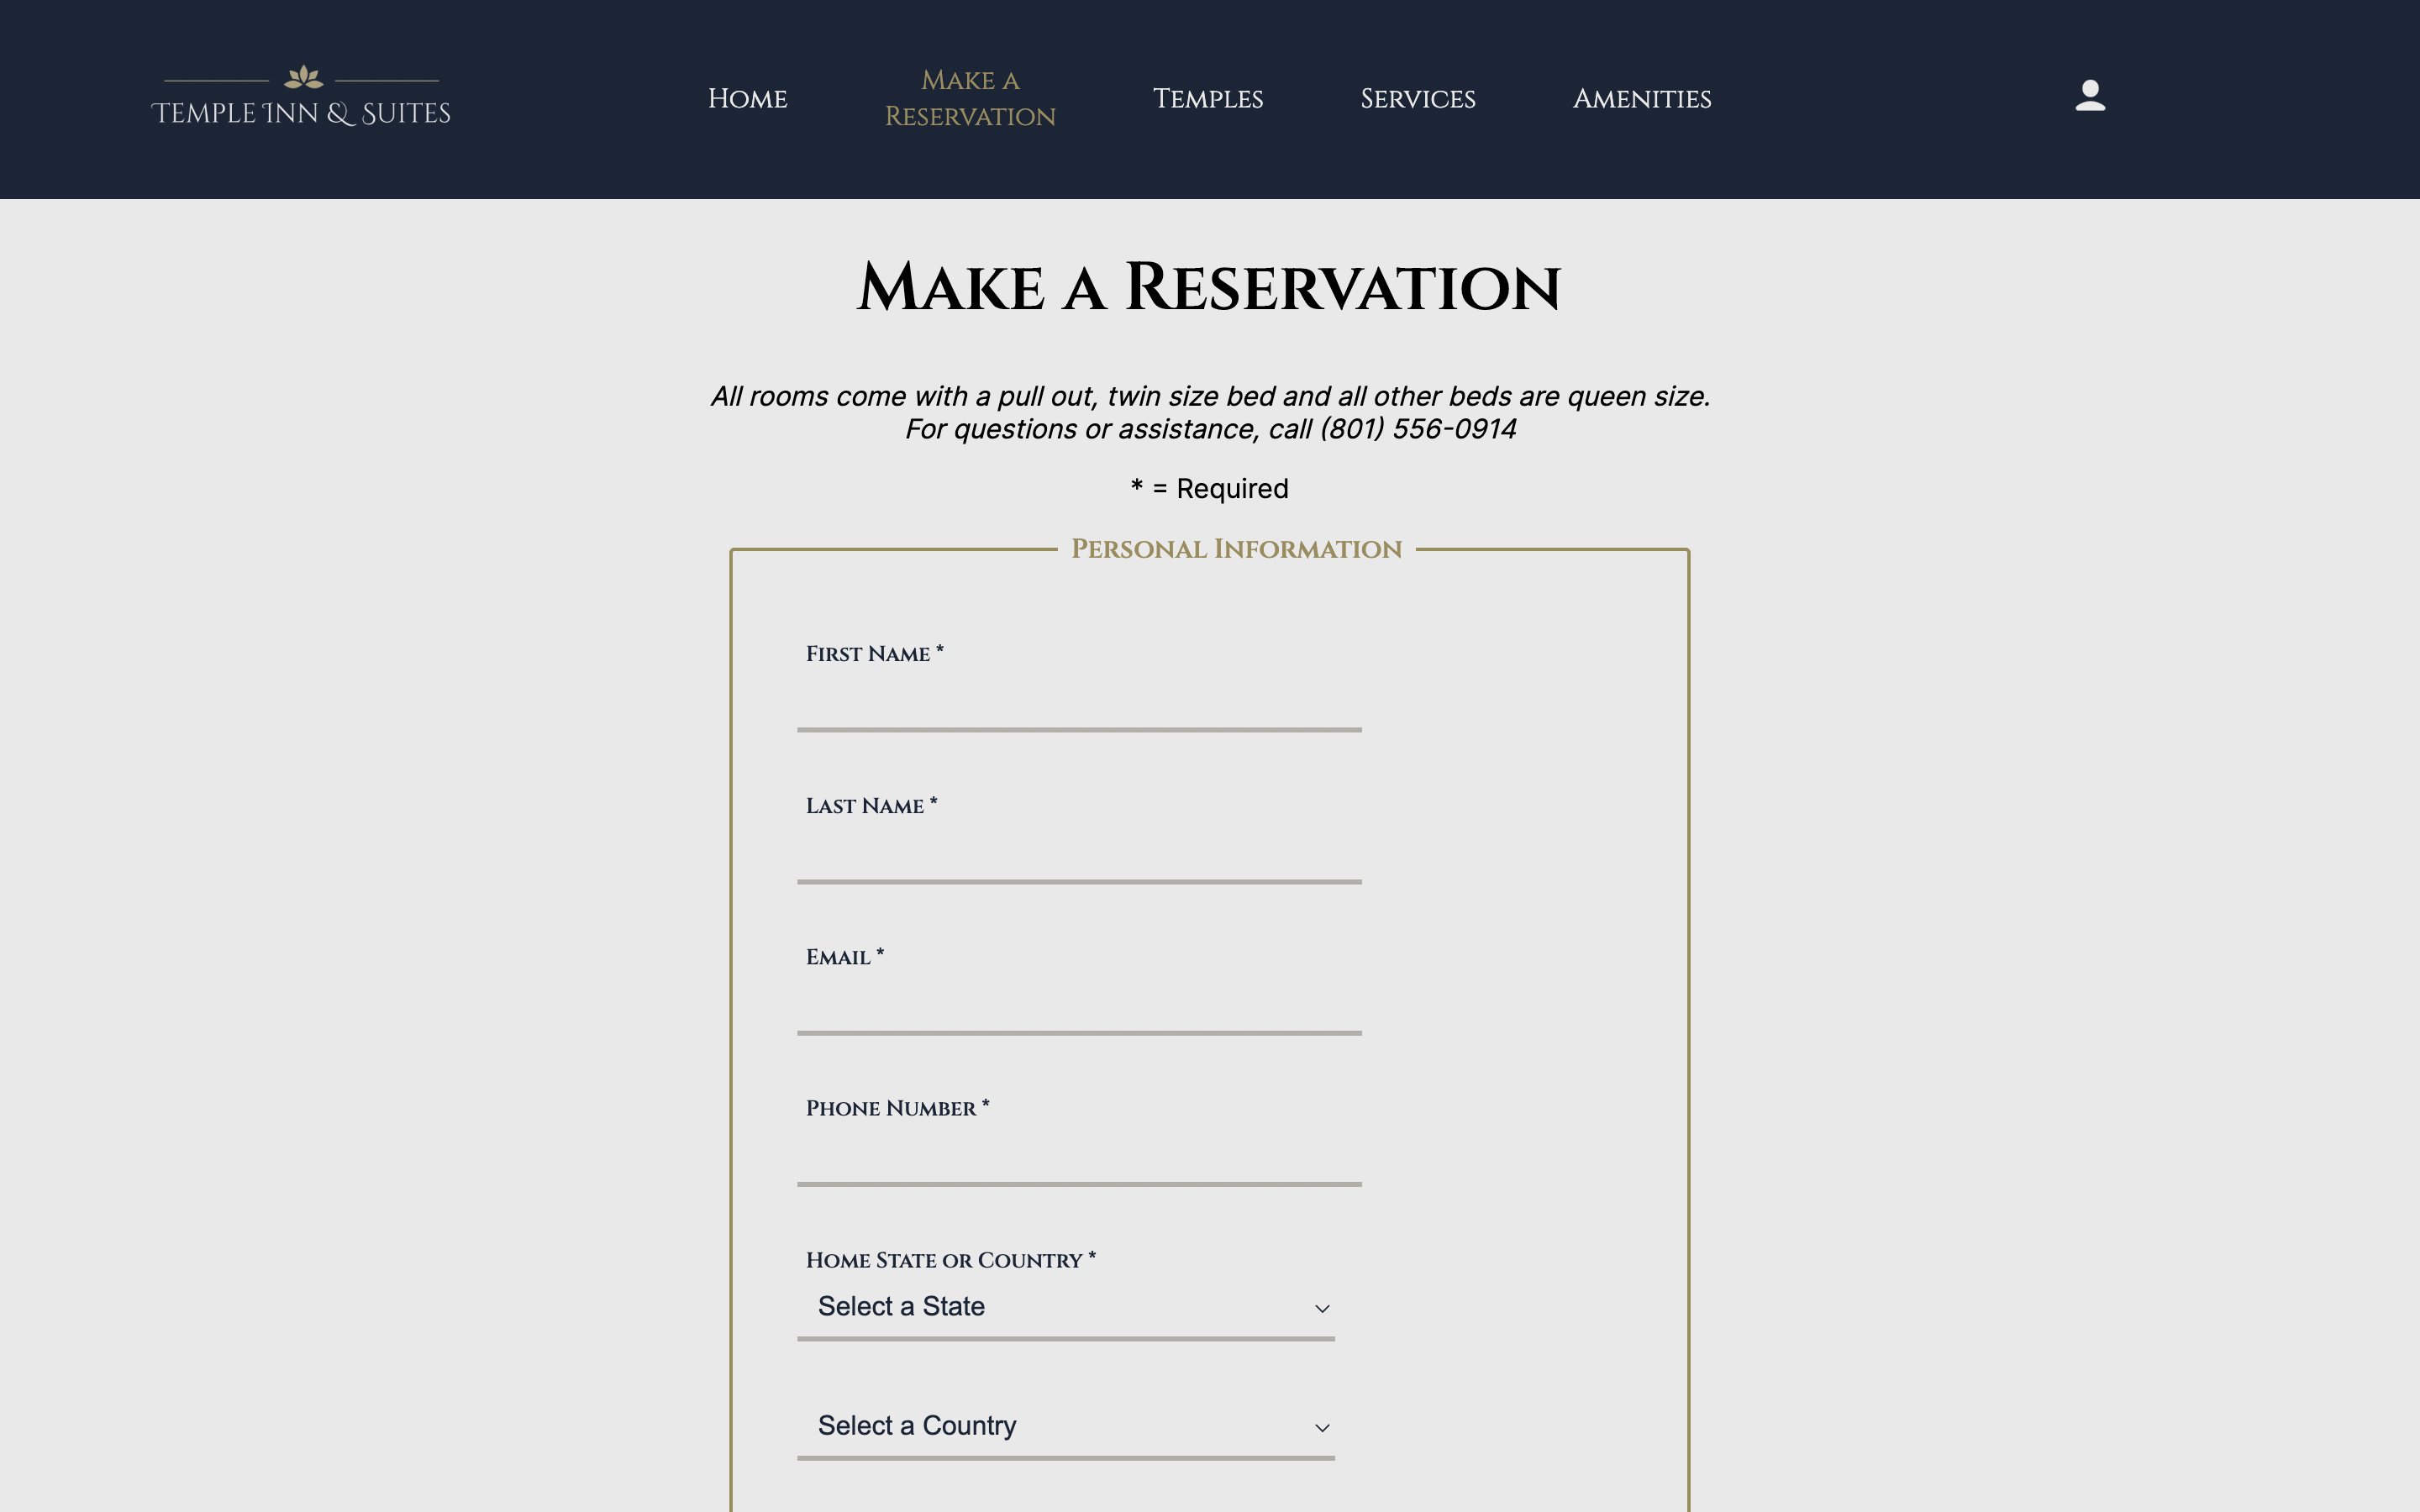 Temple Inn & Suites
Home
Make a
Reservation
Temples
Services
Amenities
Make a Reservation
All rooms come with a pull out, twin size bed and all other beds are queen size.
For questions or assistance, call (801) 556-0914
* = Required
Personal Information
First Name *
Last Name *
Email *
Phone Number *
Home State or Country *
Select a State
Select a Country